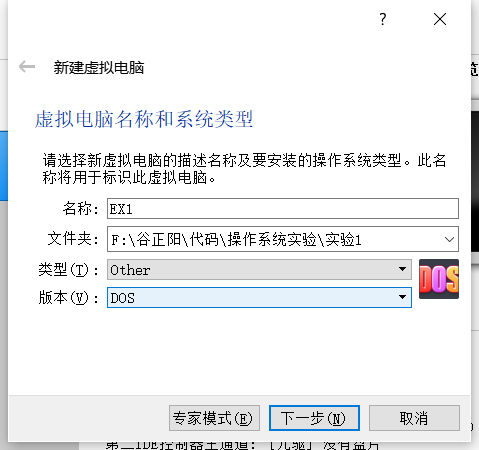 ?
新建虚拟电脑
虚拟电脑名称和系统类型
请选择新虚拟电脑的描述名称及要安装的操作系统类型。此名
称将用于标识此虚拟电脑。
名称: EX1
文件夹: F:\谷正阳\代码\操作系统实验\实验1
类型(T): Other
DOS
版本(V): DOS
专家模式(E) 下一步(N) 取消